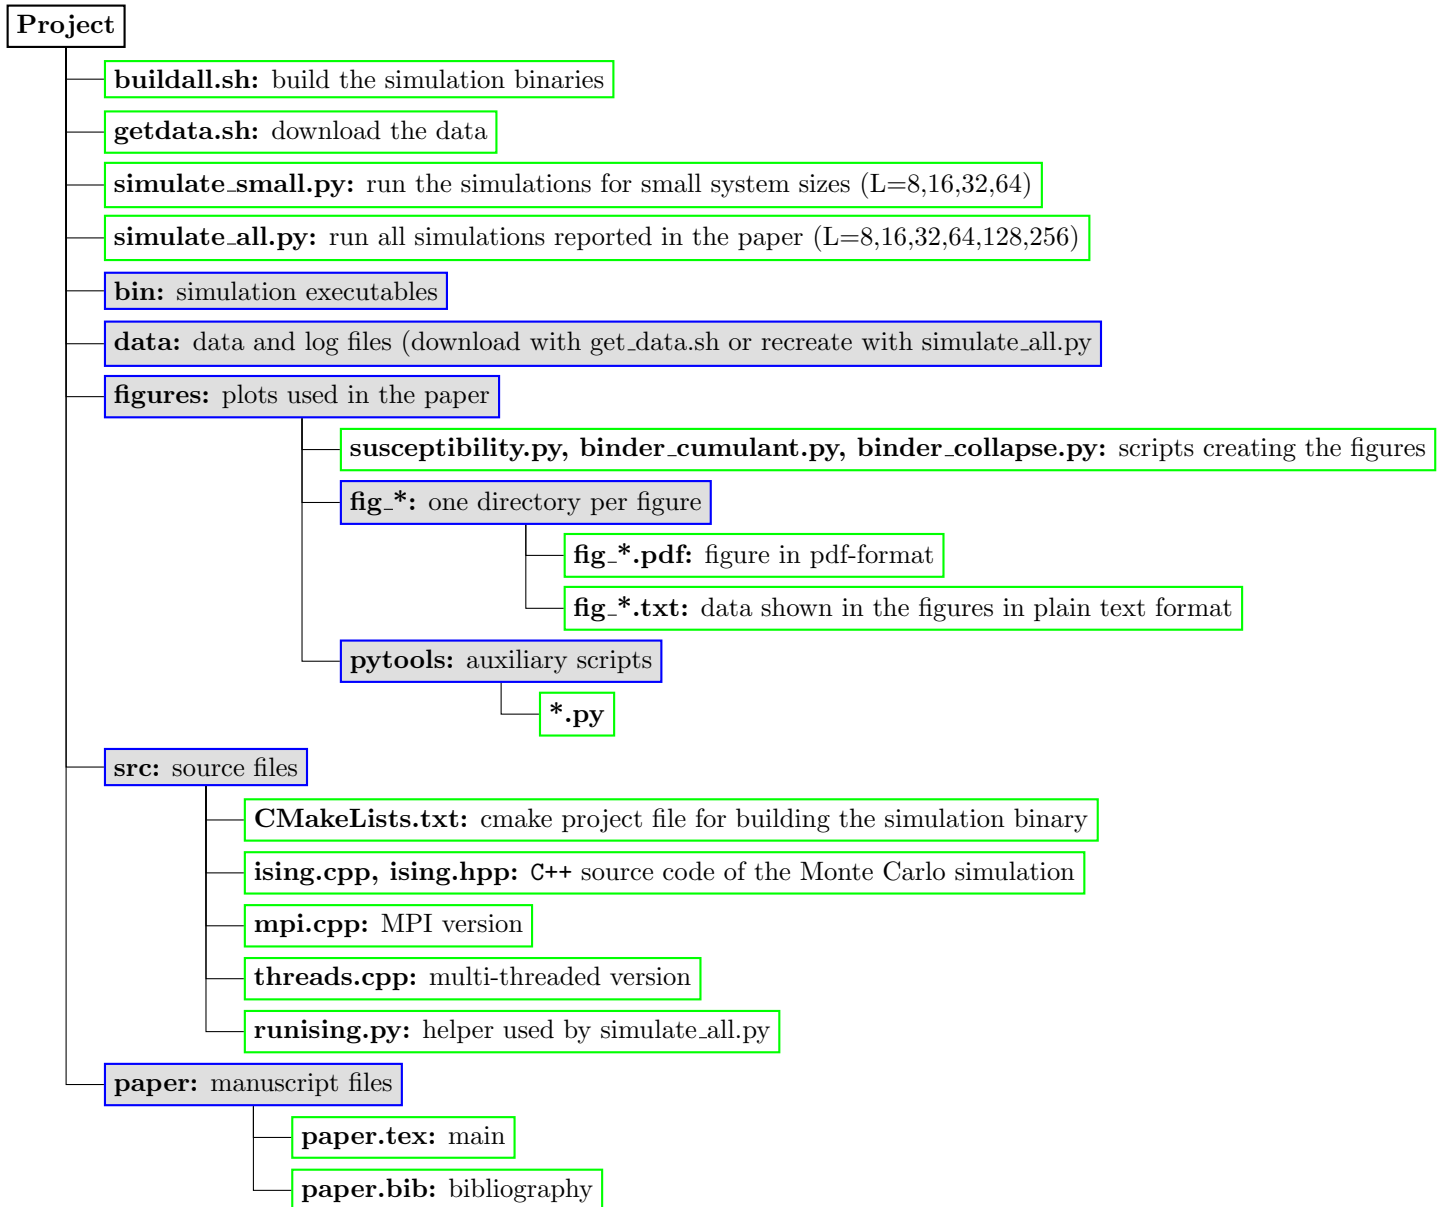 Project
buildall.sh: build the simulation binaries
getdata.sh: download the data
simulate_small.py: run the simulations for small system sizes (L=8,16,32,64)
simulate_all.py: run all simulations reported in the paper (L=8,16,32,64,128,256)
bin: simulation executables
data: data and log files (download with get_data.sh or recreate with simulate_all.py
figures: plots used in the paper
susceptibility.py, binder_cumulant.py, binder_collapse.py: scripts creating the figures
fig_*: one directory per figure
fig_*.pdf: figure in pdf-format
fig_*.txt: data shown in the figures in plain text format
pytools: auxiliary scripts
*.py
src: source files
CMakeLists.txt: cmake project file for building the simulation binary
ising.cpp, ising.hpp: C++ source code of the Monte Carlo simulation
mpi.cpp: MPI version
threads.cpp: multi-threaded version
runising.py: helper used by simulate_all.py
paper: manuscript files
paper.tex: main
paper.bib: bibliography